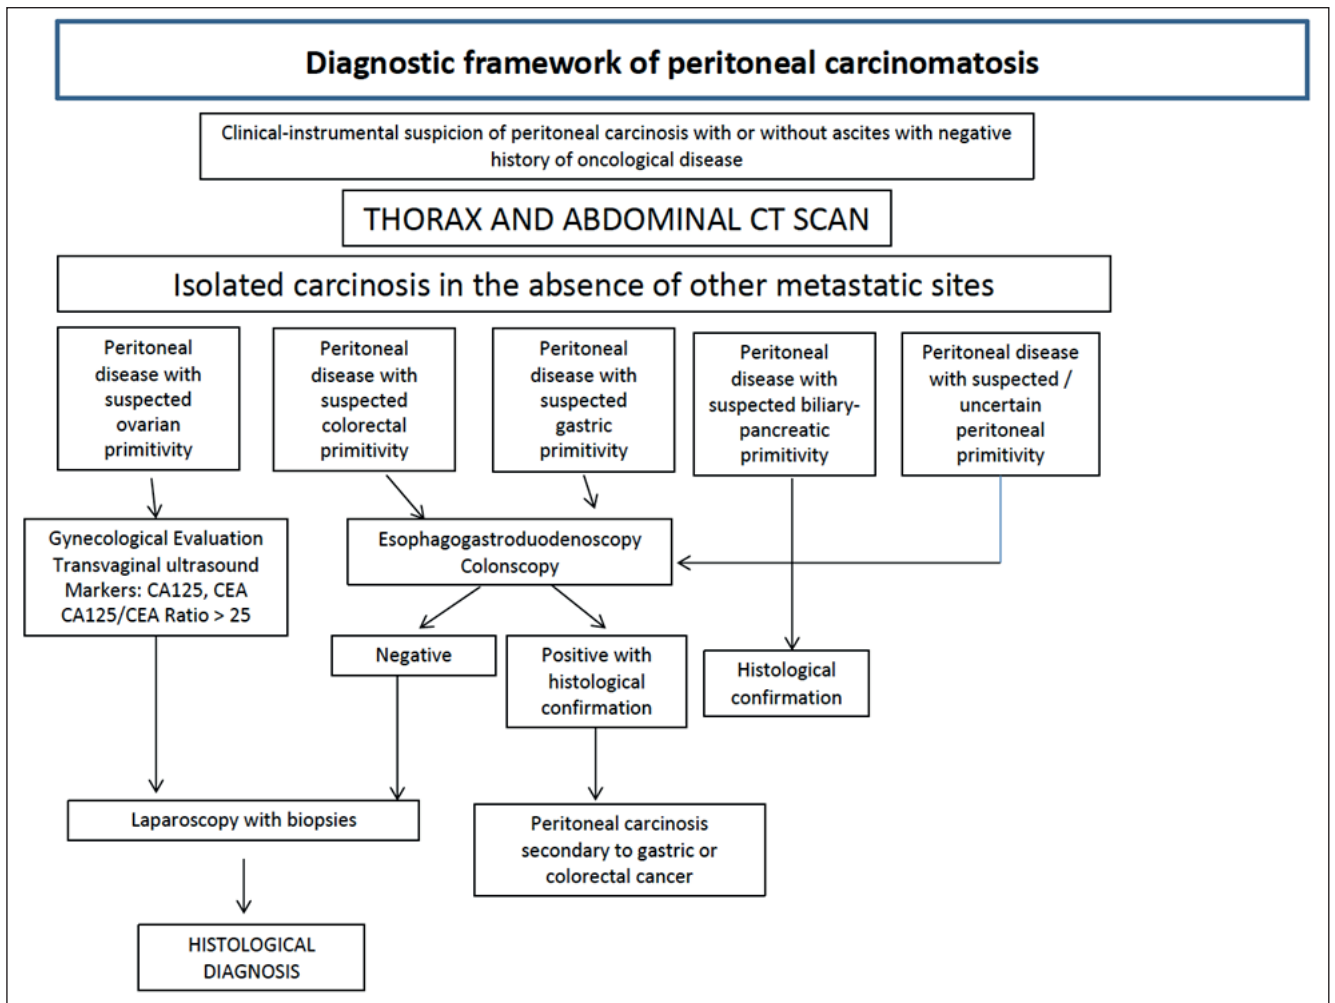 Diagnostic framework of peritoneal carcinomatosis
Clinical-instrumental suspicion of peritoneal carcinosis with or without ascites with negative
history of oncological disease
THORAX AND ABDOMINAL CT SCAN
Isolated carcinosis in the absence of other metastatic sites
Peritoneal
disease with
suspected
ovarian
primitivity
Peritoneal
disease with
suspected
colorectal
primitivity
Peritoneal
disease with
suspected
gastric
primitivity
Peritoneal
disease with
suspected biliary-
pancreatic
primitivity
Peritoneal disease
with suspected /
uncertain
peritoneal
primitivity
Gynecological Evaluation
Transvaginal ultrasound
Markers: CA125, CEA
CA125/CEA Ratio > 25
Esophagogastroduodenoscopy
Colonscopy
Negative
Positive with
histological
confirmation
Histological
confirmation
Laparoscopy with biopsies
Peritoneal carcinosis
secondary to gastric or
colorectal cancer
HISTOLOGICAL
DIAGNOSIS